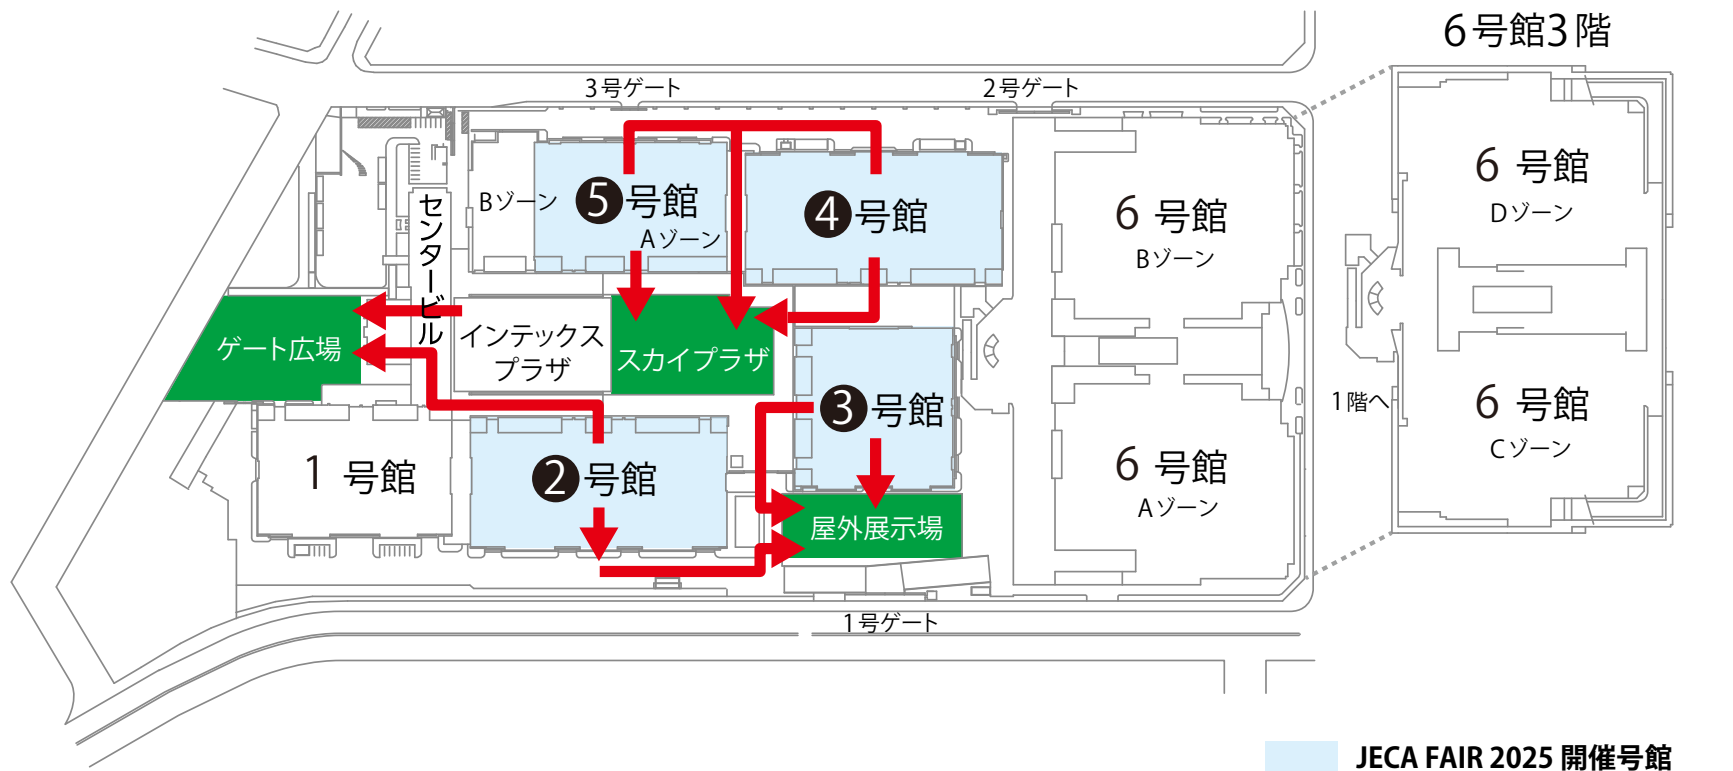 6号館3階
3号ゲート
2号ゲート
Bゾーン
5号館
Aゾーン
4号館
6 号館
Bゾーン
6 号館
Dゾーン
センタービル
ゲート広場
インテックス
プラザ
スカイプラザ
3号館
1階へ
6 号館
Cゾーン
1 号館
2号館
6 号館
Aゾーン
屋外展示場
1号ゲート
JECA FAIR 2025 開催号館